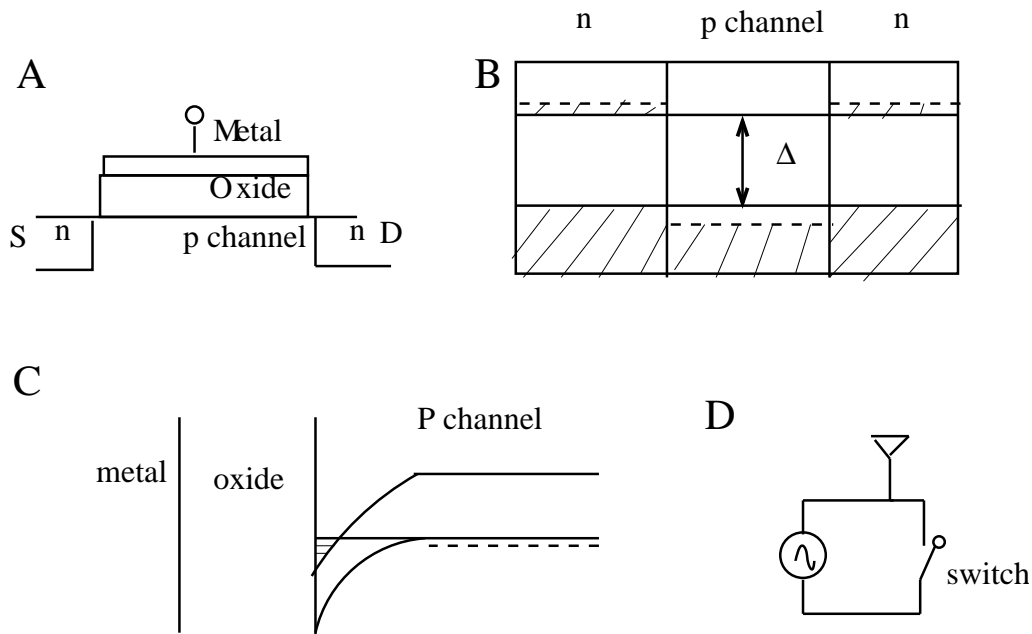 n p channel n
A
B
Metal
Oxide
Δ
S n p channel n D
C
P channel
D
metal oxide
switch